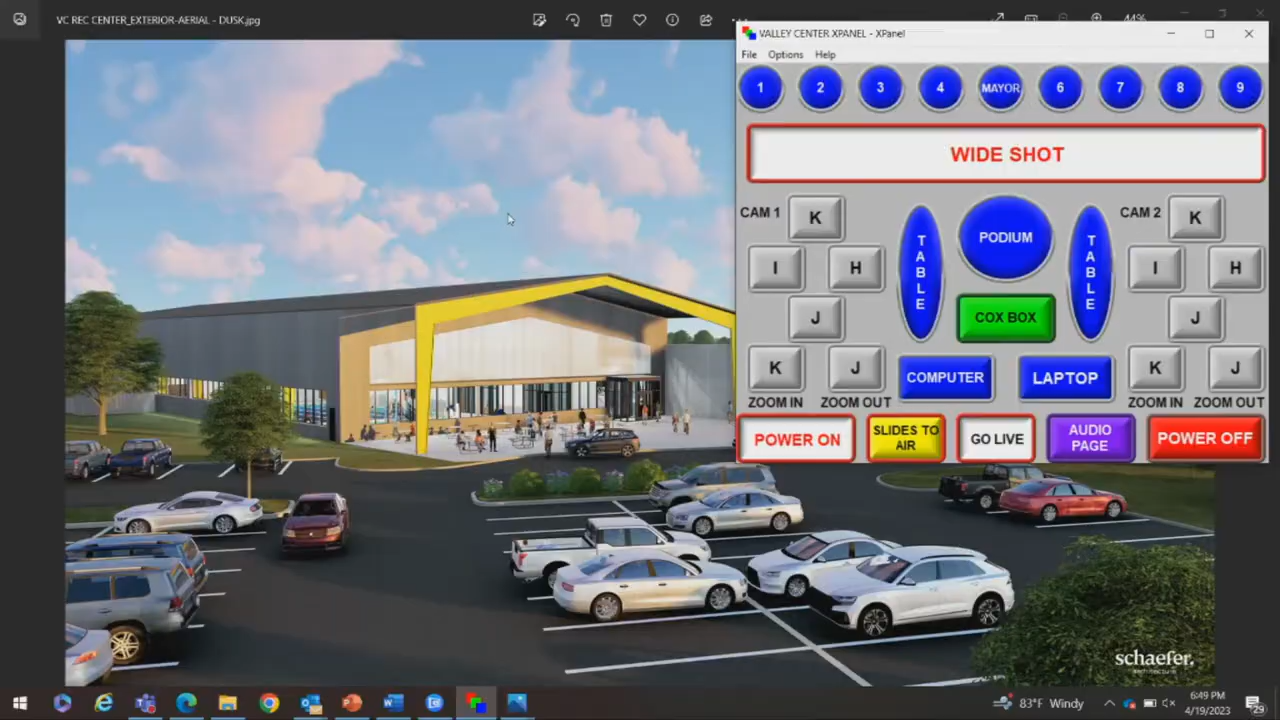 VC REC CENTER_EXTERIOR-AERIAL - DUSK.jpg
44%
VALLEY CENTER XPANEL - XPanel
File Options Help
1 2 3 4 MAYOR 6 7 8 9
WIDE SHOT
CAM 1
K
I
H
J
K
J
ZOOM IN
ZOOM OUT
TABLE
PODIUM
TABLE
COX BOX
COMPUTER
LAPTOP
CAM 2
K
I
H
J
K
J
ZOOM IN
ZOOM OUT
POWER ON
SLIDES TO
AIR
GO LIVE
AUDIO
PAGE
POWER OFF
schaefer.
architecture
83°F Windy
6:49 PM
4/19/2023
29